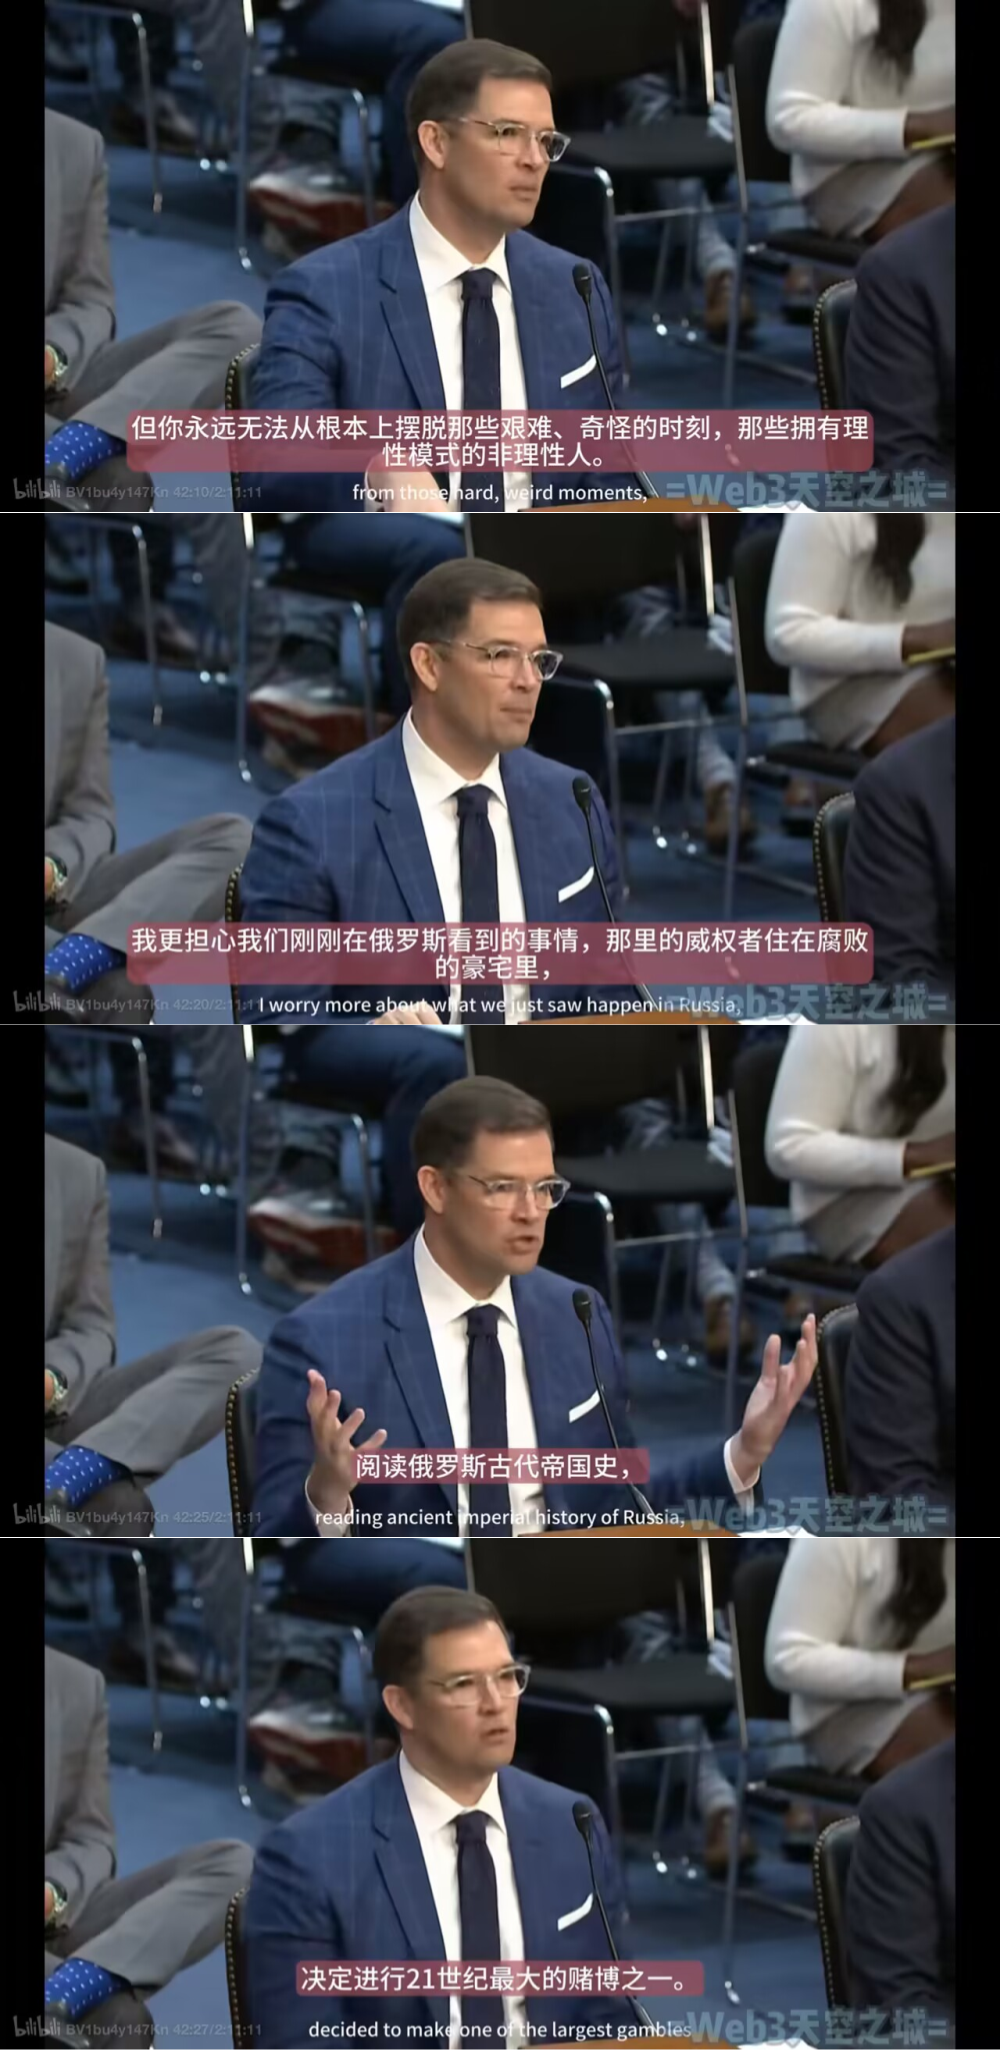 但你永远无法从根本上摆脱那些艰难、奇怪的时刻，那些拥有理
性模式的非理性人。
from those hard, weird moments,
bilibili BV1bu4y147Kn 42:10/2:11:11
=Web3天空之城=
我更担心我们刚刚在俄罗斯看到的事情，那里的威权者住在腐败
的豪宅里，
I worry more about what we just saw happen in Russia,
bilibili BV1bu4y147Kn 42:20/2:11:11
=Web3天空之城=
阅读俄罗斯古代帝国史，
reading ancient imperial history of Russia,
bilibili BV1bu4y147Kn 42:25/2:11:11
=Web3天空之城=
决定进行21世纪最大的赌博之一。
decided to make one of the largest gambles
bilibili BV1bu4y147Kn 42:27/2:11:11
=Web3天空之城=